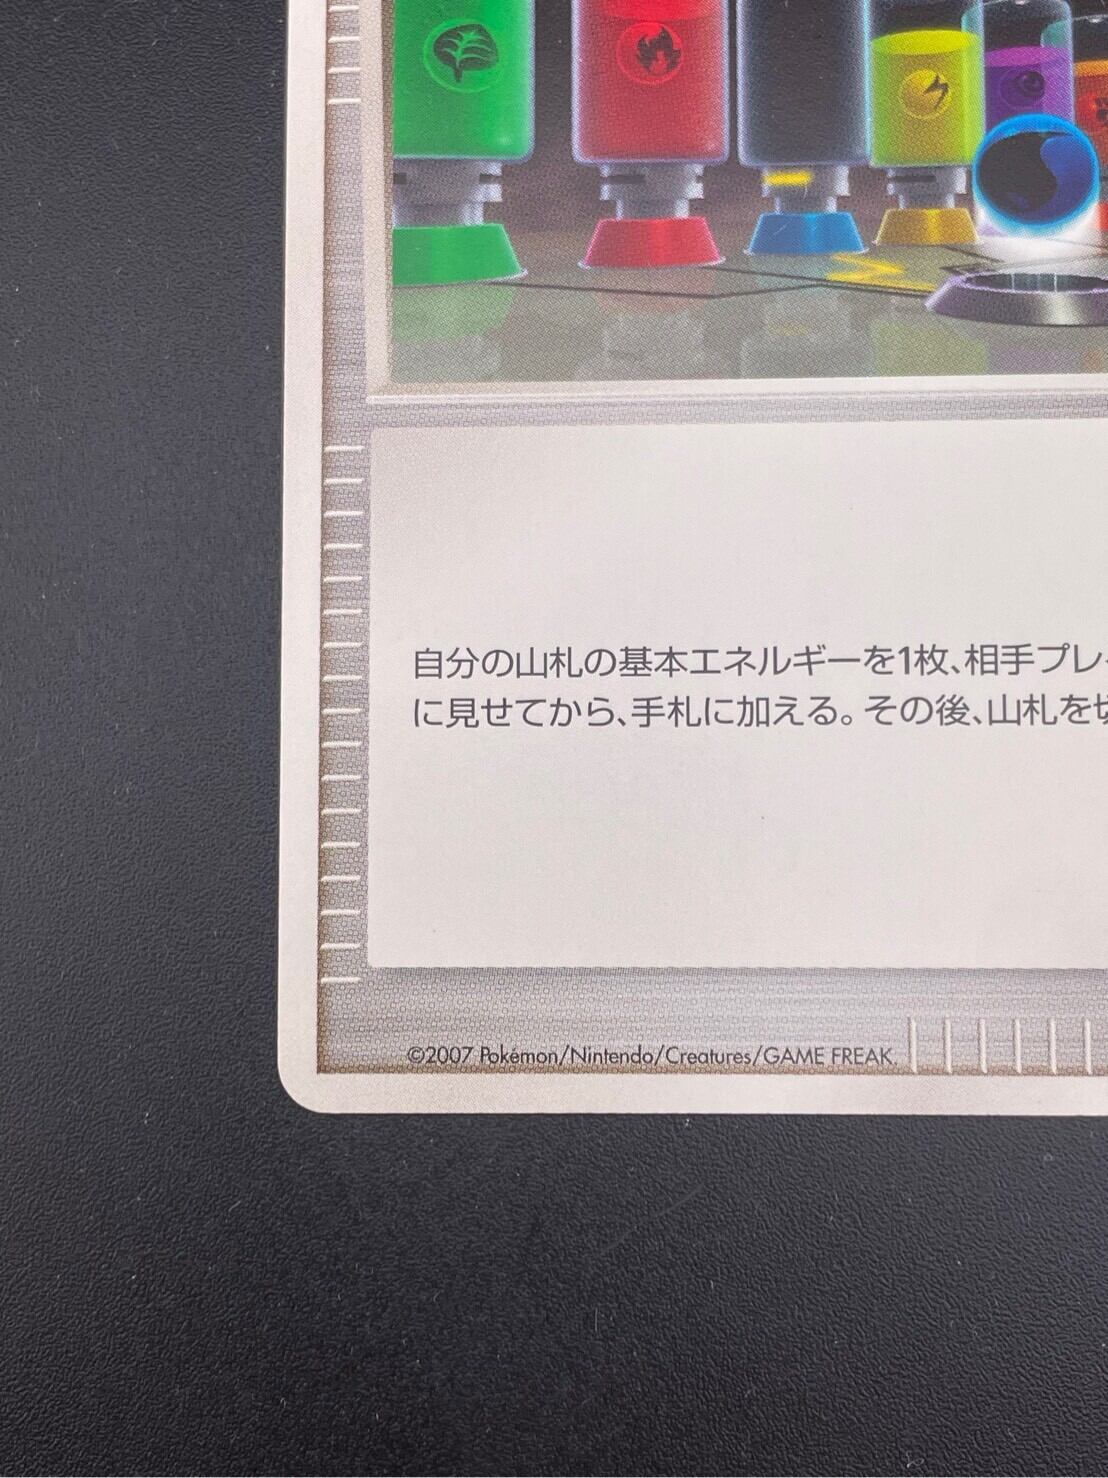 自分の山札の基本エネルギーを1枚、相手プレ
に見せてから、手札に加える。その後、山札を切
©2007 Pokémon/Nintendo/Creatures/GAME FREAK.